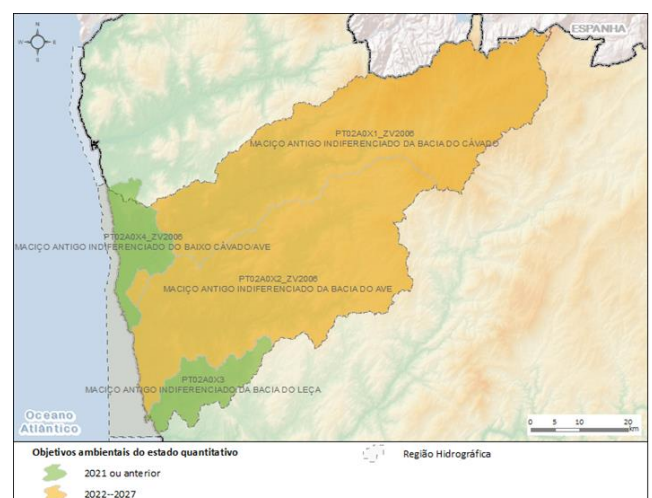 N
W
E
S
ESPANHA
PT02A0X1_ZV2006
MACIÇO ANTIGO INDIFERENCIADO DA BACIA DO CÁVADO
PT02A0X4_ZV2006
MACIÇO ANTIGO INDIFERENCIADO DO BAIXO CÁVADO/AVE
PT02A0X2_ZV2006
MACIÇO ANTIGO INDIFERENCIADO DA BACIA DO AVE
PT02A0X3
MACIÇO ANTIGO INDIFERENCIADO DA BACIA DO LEÇA
Oceano
Atlântico
0 5 10 20
km
Objetivos ambientais do estado quantitativo
Região Hidrográfica
2021 ou anterior
2022--2027